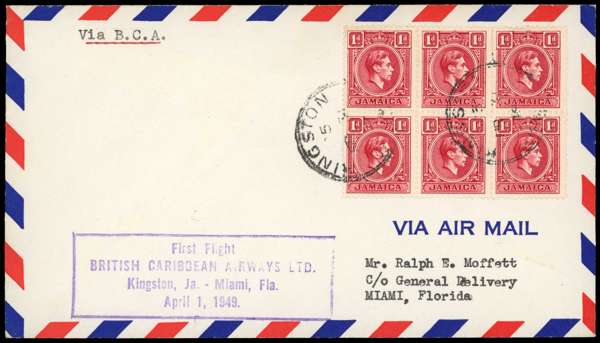 Via B.C.A.
1D 1D 1D
JAMAICA JAMAICA JAMAICA
1D 1D 1D
JAMAICA JAMAICA JAMAICA
KINGSTON
VIA AIR MAIL
First Flight
BRITISH CARIBBEAN AIRWAYS LTD.
Kingston, Ja. - Miami, Fla.
April 1, 1949.
Mr. Ralph E. Moffett
C/o General Delivery
MIAMI, Florida